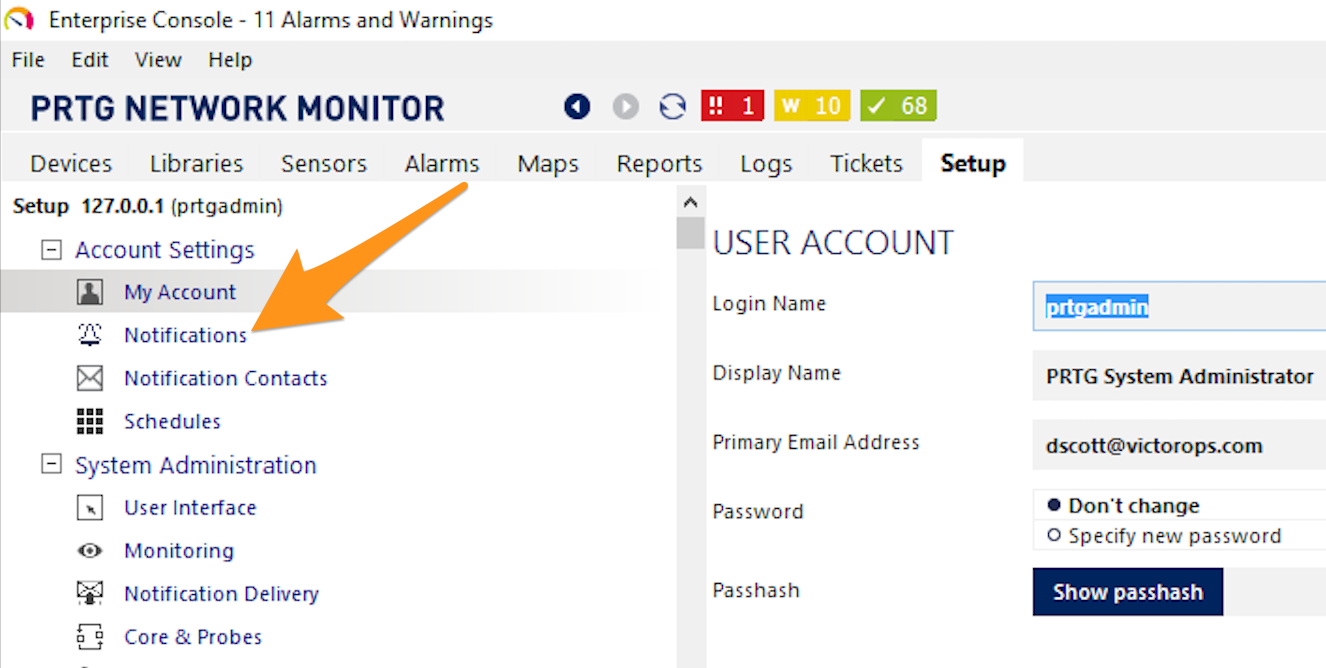 Enterprise Console - 11 Alarms and Warnings
File Edit View Help
PRTG NETWORK MONITOR !! 1 W 10 ✓ 68
Devices Libraries Sensors Alarms Maps Reports Logs Tickets Setup
Setup 127.0.0.1 (prtgadmin)
Account Settings
My Account
Notifications
Notification Contacts
Schedules
System Administration
User Interface
Monitoring
Notification Delivery
Core & Probes
USER ACCOUNT
Login Name prtgadmin
Display Name PRTG System Administrator
Primary Email Address dscott@victorops.com
Password Don't change
Specify new password
Passhash Show passhash